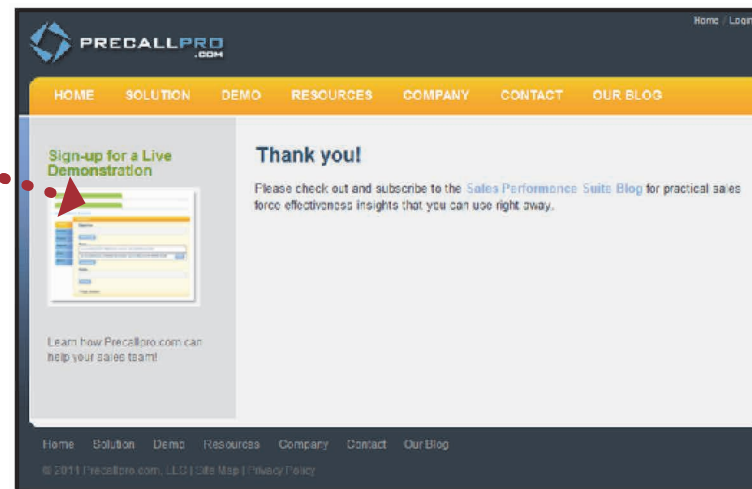 Home / Login
PRECALLPRO
.COM
HOME SOLUTION DEMO RESOURCES COMPANY CONTACT OUR BLOG
Sign-up for a Live
Demonstration
Learn how Precallpro.com can
help your sales team!
Thank you!
Please check out and subscribe to the Sales Performance Suite Blog for practical sales
force effectiveness insights that you can use right away.
Home Solution Demo Resources Company Contact Our Blog
© 2011 Precallpro.com, LLC | Site Map | Privacy Policy